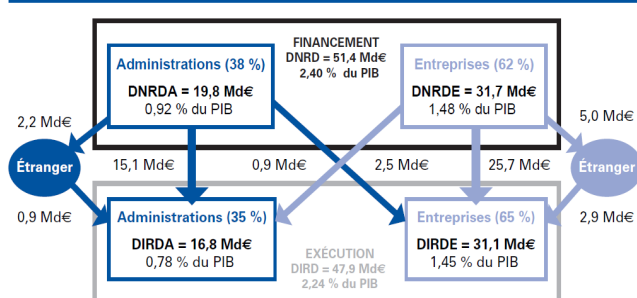 FINANCEMENT
DNRD = 51,4 Md€
2,40 % du PIB
Administrations (38 %)
DNRDA = 19,8 Md€
0,92 % du PIB
Entreprises (62 %)
DNRDE = 31,7 Md€
1,48 % du PIB
2,2 Md€
5,0 Md€
Étranger
15,1 Md€
0,9 Md€
2,5 Md€
25,7 Md€
Étranger
0,9 Md€
2,9 Md€
Administrations (35 %)
DIRDA = 16,8 Md€
0,78 % du PIB
Entreprises (65 %)
DIRDE = 31,1 Md€
1,45 % du PIB
EXÉCUTION
DIRD = 47,9 Md€
2,24 % du PIB